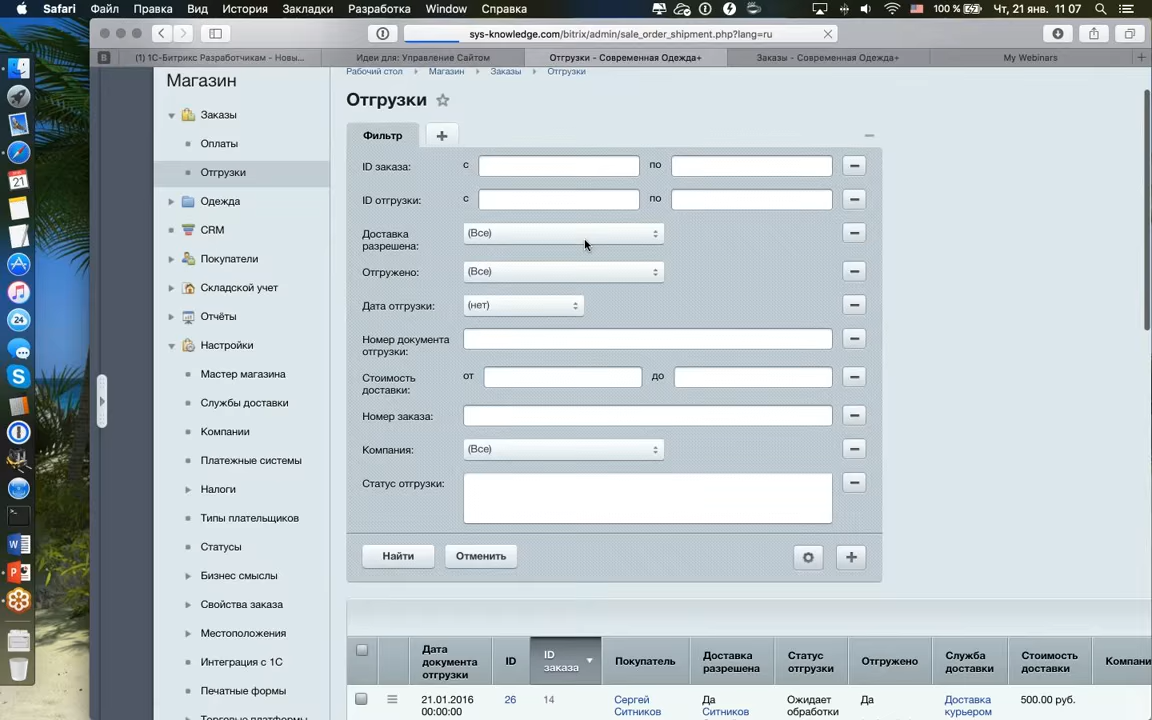 Safari Файл Правка Вид История Закладки Разработка Window Справка 100 % Чт, 21 янв. 11 07
sys-knowledge.com/bitrix/admin/sale_order_shipment.php?lang=ru
(1) 1С-Битрикс Разработчикам - Новы... Идеи для: Управление Сайтом Отгрузки - Современная Одежда+ Заказы - Современная Одежда+ My Webinars
Магазин
Заказы
Оплаты
Отгрузки
Одежда
CRM
Покупатели
Складской учет
Отчёты
Настройки
Мастер магазина
Службы доставки
Компании
Платежные системы
Налоги
Типы плательщиков
Статусы
Бизнес смыслы
Свойства заказа
Местоположения
Интеграция с 1С
Печатные формы
Торговые платформы
Рабочий стол Магазин Заказы Отгрузки
Отгрузки
Фильтр
ID заказа: с по
ID отгрузки: с по
Доставка разрешена: (Все)
Отгружено: (Все)
Дата отгрузки: (нет)
Номер документа отгрузки:
Стоимость доставки: от до
Номер заказа:
Компания: (Все)
Статус отгрузки:
Найти Отменить
Дата документа отгрузки ID ID заказа Покупатель Доставка разрешена Статус отгрузки Отгружено Служба доставки Стоимость доставки Компани
21.01.2016 00:00:00 26 14 Сергей Ситников Да Ситников Ожидает обработки Да Доставка курьером 500.00 руб.